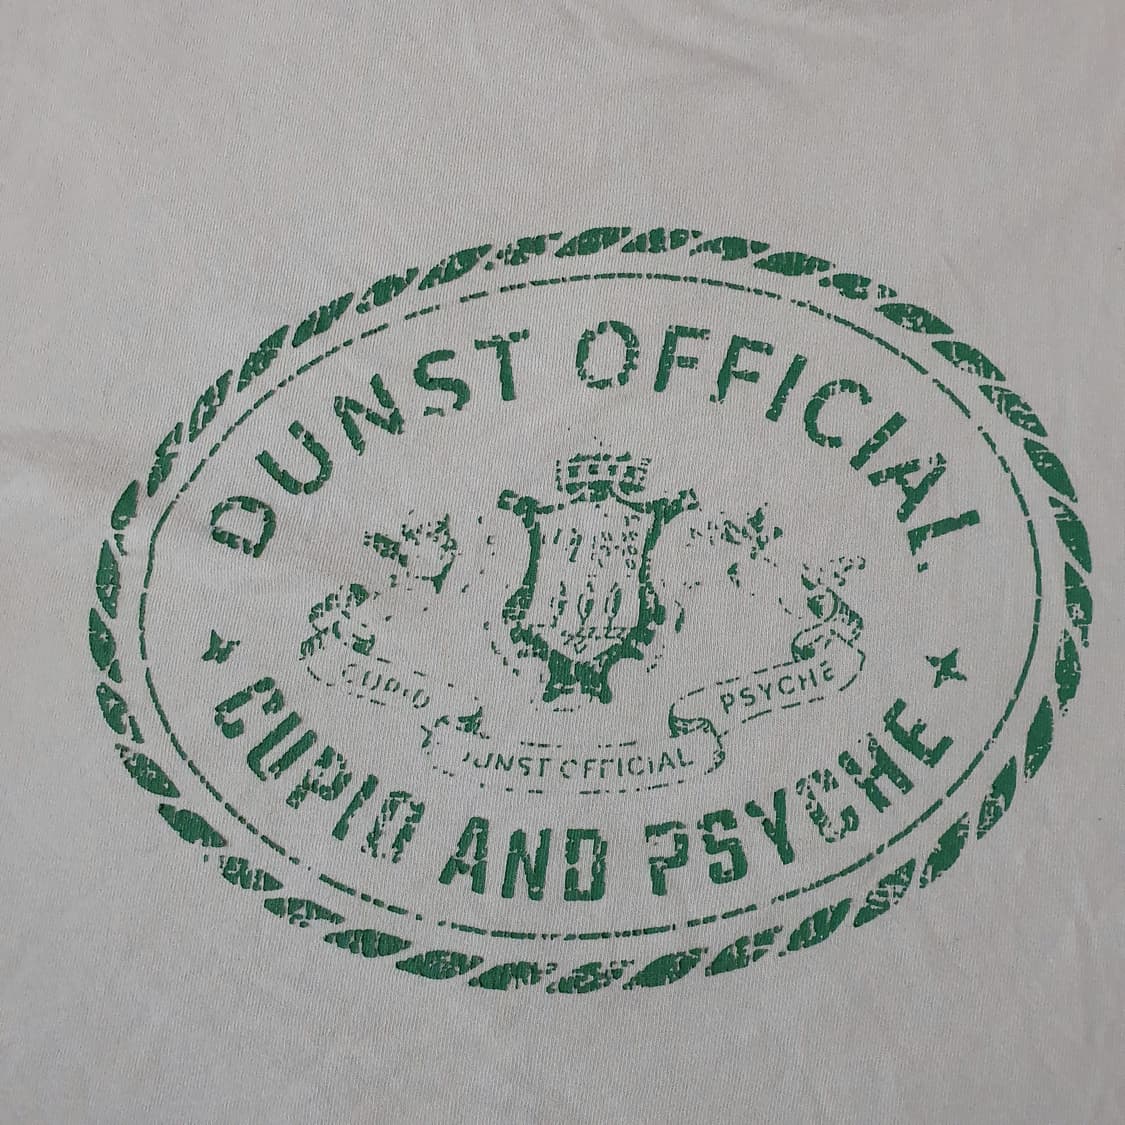 DUNST OFFICIAL
CUPID
PSYCHE
DUNST OFFICIAL
CUPID AND PSYCHE